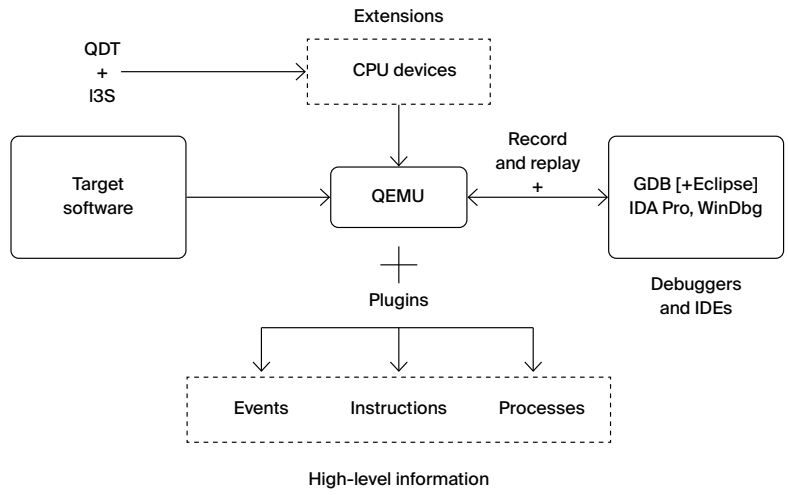 Extensions
QDT
+
I3S
CPU devices
Target
software
QEMU
Record
and replay
+
GDB [+Eclipse]
IDA Pro, WinDbg
Debuggers
and IDEs
Plugins
Events
Instructions
Processes
High-level information